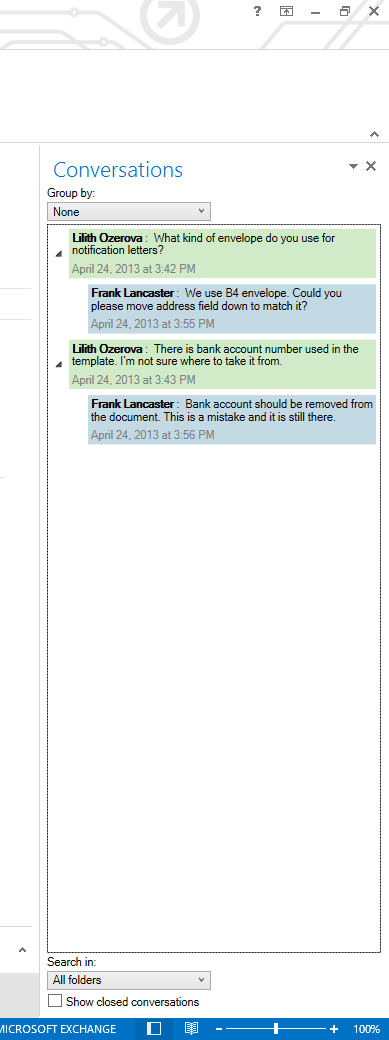 ?
Conversations
Group by:
None
Lilith Ozerova : What kind of envelope do you use for
notification letters?
April 24, 2013 at 3:42 PM
Frank Lancaster : We use B4 envelope. Could you
please move address field down to match it?
April 24, 2013 at 3:55 PM
Lilith Ozerova : There is bank account number used in the
template. I'm not sure where to take it from.
April 24, 2013 at 3:43 PM
Frank Lancaster : Bank account should be removed from
the document. This is a mistake and it is still there.
April 24, 2013 at 3:56 PM
Search in:
All folders
Show closed conversations
MICROSOFT EXCHANGE
100%